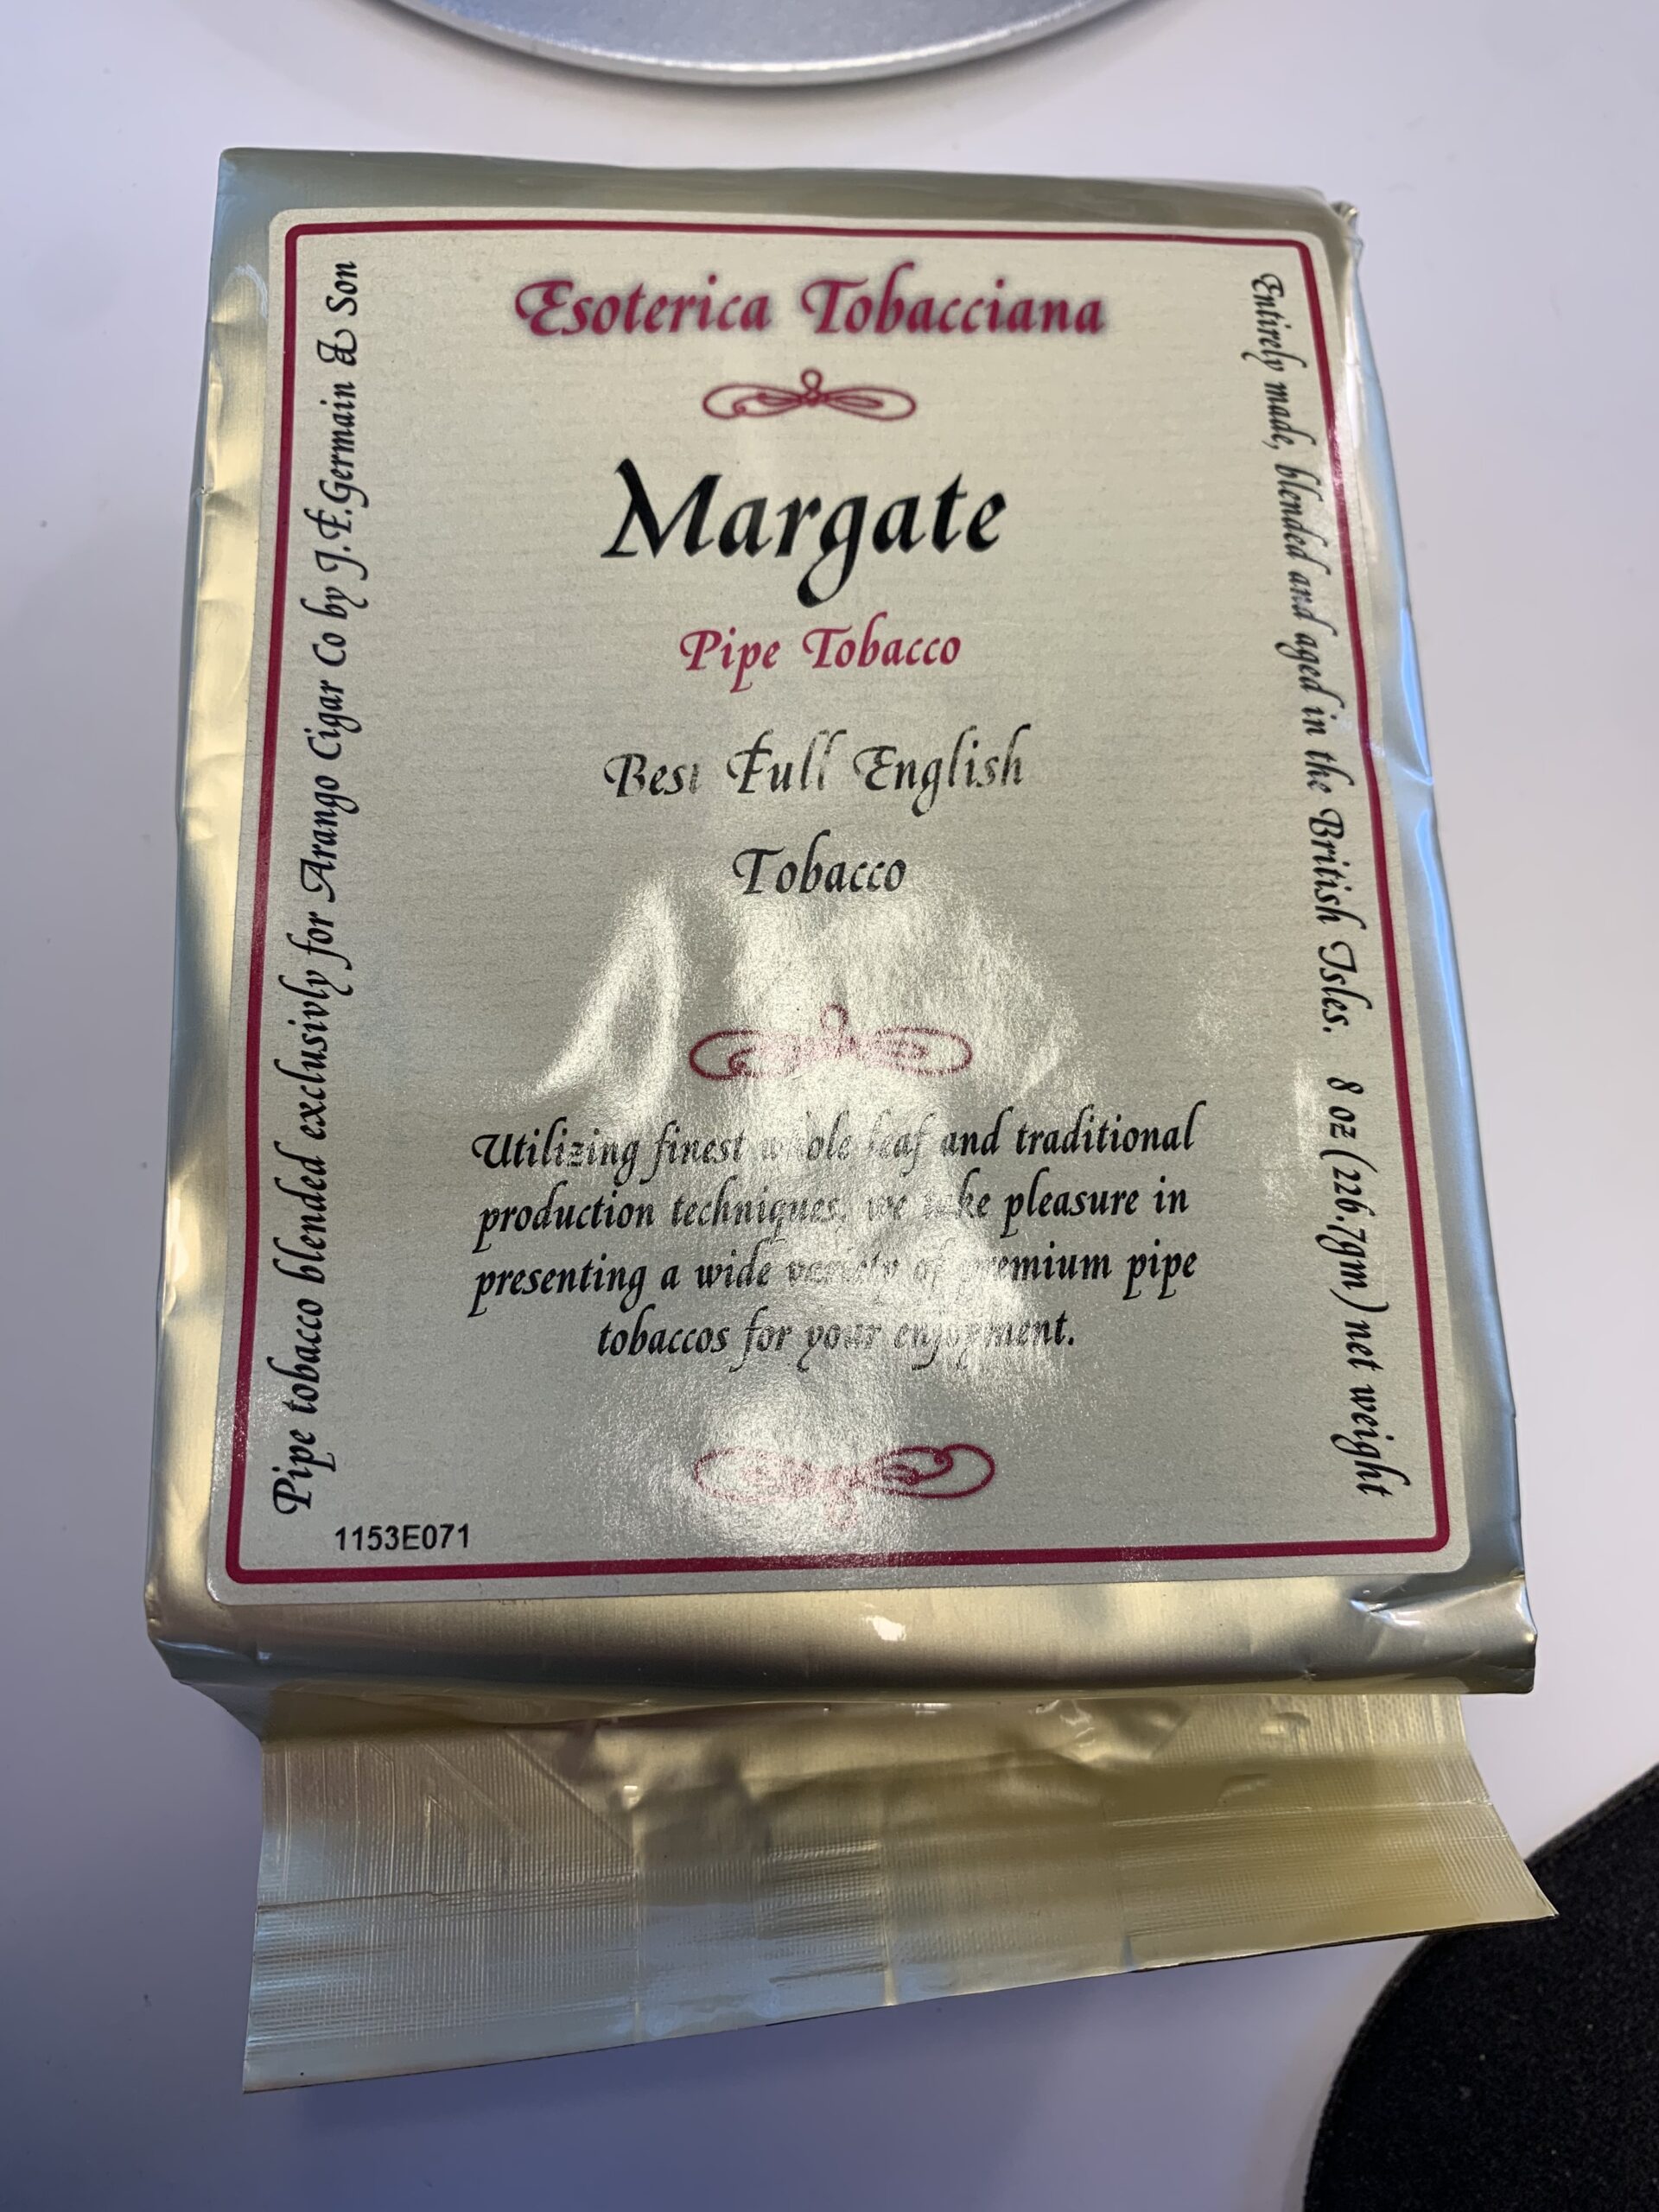 Esoterica Tobacciana
Margate
Pipe Tobacco
Best Full English
Tobacco
Utilizing finest whole leaf and traditional
production techniques, we take pleasure in
presenting a wide variety of premium pipe
tobaccos for your enjoyment.
Pipe tobacco blended exclusivly for Arango Cigar Co by J.F.Germain & Son
Entirely made, blended and aged in the British Isles. 8 oz (226.7gm) net weight
1153E071